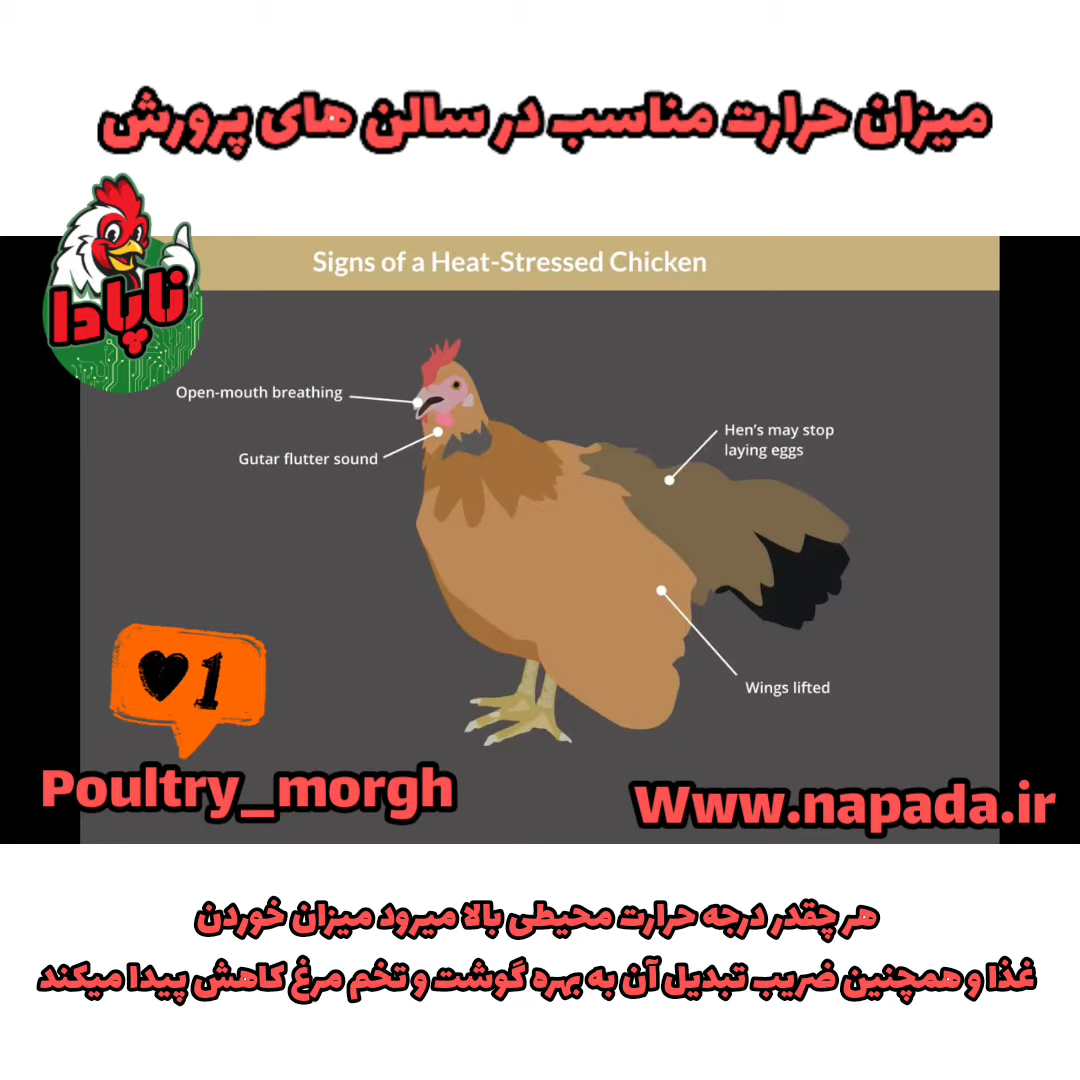 میزان حرارت مناسب در سالن های پرورش
ناپادا
Signs of a Heat-Stressed Chicken
Open-mouth breathing
Gutar flutter sound
Hen's may stop
laying eggs
Wings lifted
1
Poultry_morgh
Www.napada.ir
هر چقدر درجه حرارت محیطی بالا میرود میزان خوردن
غذا و همچنین ضریب تبدیل آن به بهره گوشت و تخم مرغ کاهش پیدا میکند